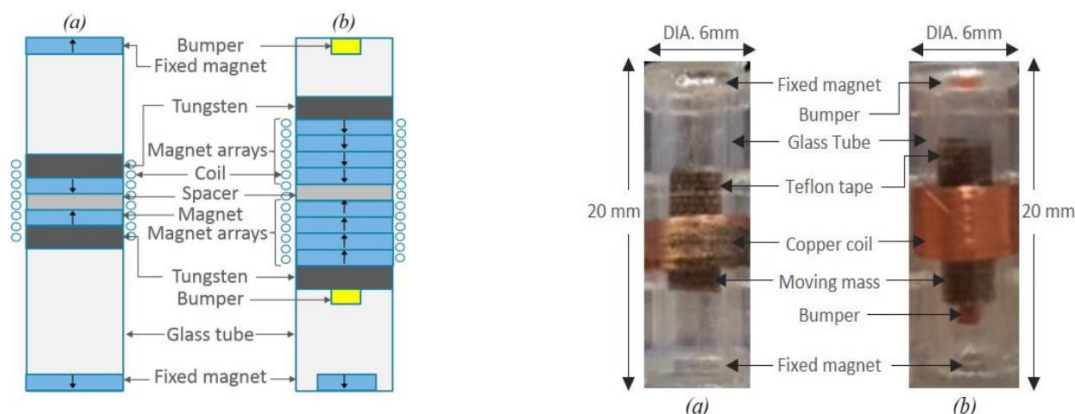 (a)
(b)
Bumper
Fixed magnet
Tungsten
Magnet arrays
Coil
Spacer
Magnet
Magnet arrays
Tungsten
Bumper
Glass tube
Fixed magnet
DIA. 6mm
DIA. 6mm
Fixed magnet
Bumper
Glass Tube
Teflon tape
20 mm
20 mm
Copper coil
Moving mass
Bumper
Fixed magnet
(a)
(b)